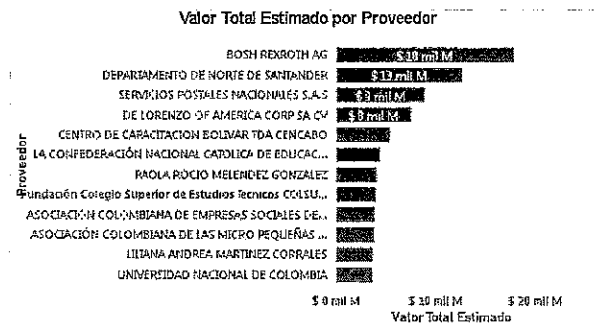 Valor Total Estimado por Proveedor
BOSH REXROTH AG
DEPARTAMENTO DE NORTE DE SANTANDER
$ 13 mil M
SERVICIOS POSTALES NACIONALES S.A.S
$ 9 mil M
DE LORENZO OF AMERICA CORP SA CV
$ 8 mil M
CENTRO DE CAPACITACION BOLIVAR TDA CENCABO
LA CONFEDERACIÓN NACIONAL CATOLICA DE EDUCAC...
PAOLA ROCIO MELENDEZ GONZALEZ
Fundación Colegio Superior de Estudios Tecnicos COLSU...
ASOCIACIÓN COLOMBIANA DE EMPRESAS SOCIALES DE...
ASOCIACIÓN COLOMBIANA DE LAS MICRO PEQUEÑAS ...
LILIANA ANDREA MARTINEZ CORRALES
UNIVERSIDAD NACIONAL DE COLOMBIA
Proveedor
$ 0 mil M
$ 10 mil M
$ 20 mil M
Valor Total Estimado